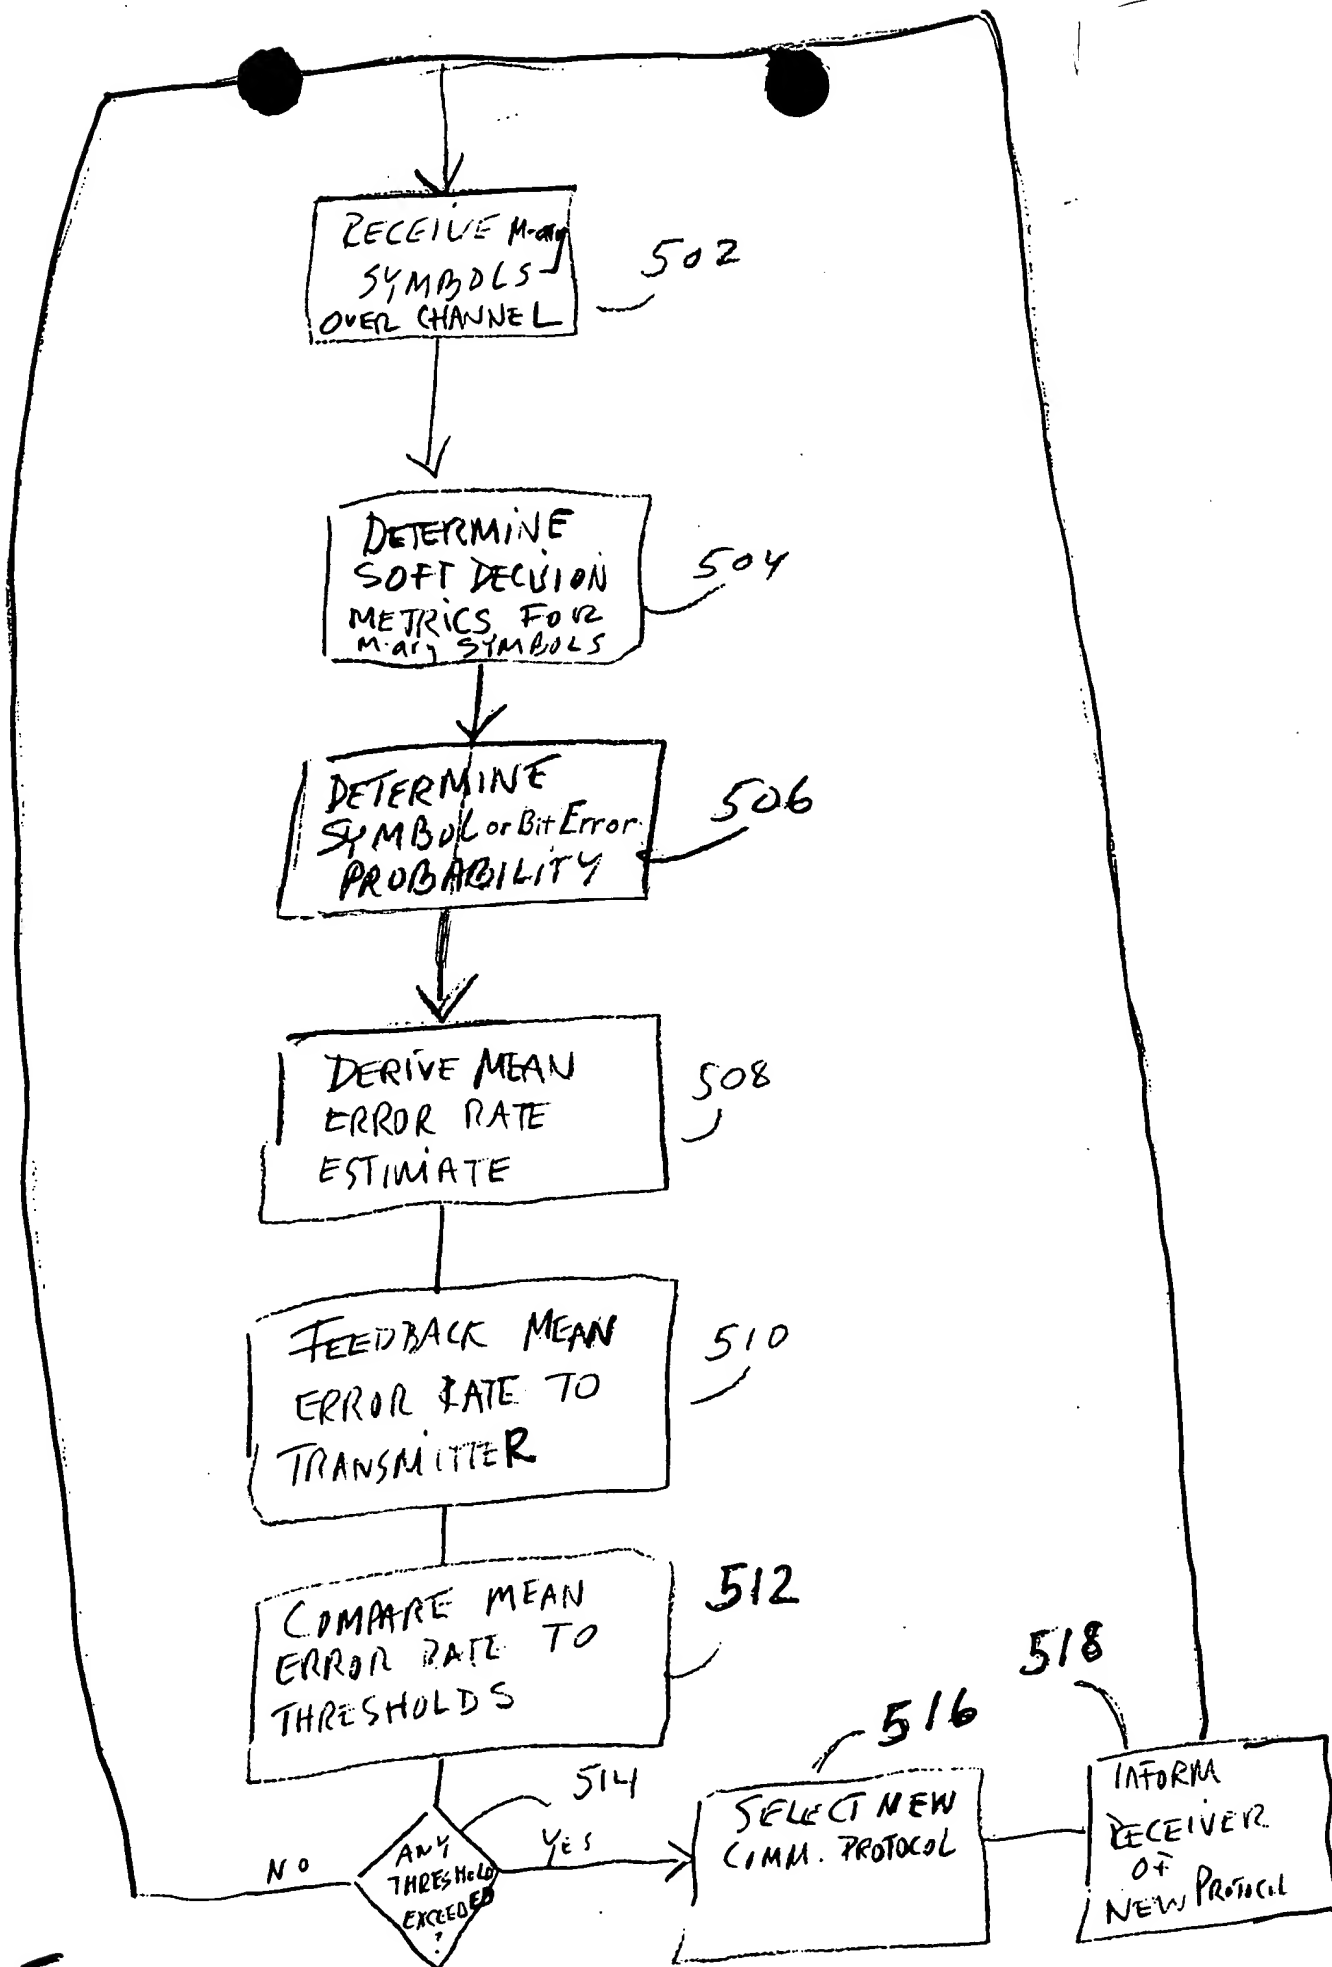 RECEIVE M-ary
SYMBOLS
OVER CHANNEL
502
DETERMINE
SOFT DECISION
METRICS FOR
M-ary SYMBOLS
504
DETERMINE
SYMBOL or Bit Error
PROBABILITY
506
DERIVE MEAN
ERROR RATE
ESTIMATE
508
FEEDBACK MEAN
ERROR RATE TO
TRANSMITTER
510
COMPARE MEAN
ERROR RATE TO
THRESHOLDS
512
ANY
THRESHOLD
EXCEEDED
?
514
NO
YES
SELECT NEW
COMM. PROTOCOL
516
INFORM
RECEIVER
OF
NEW PROTOCOL
518